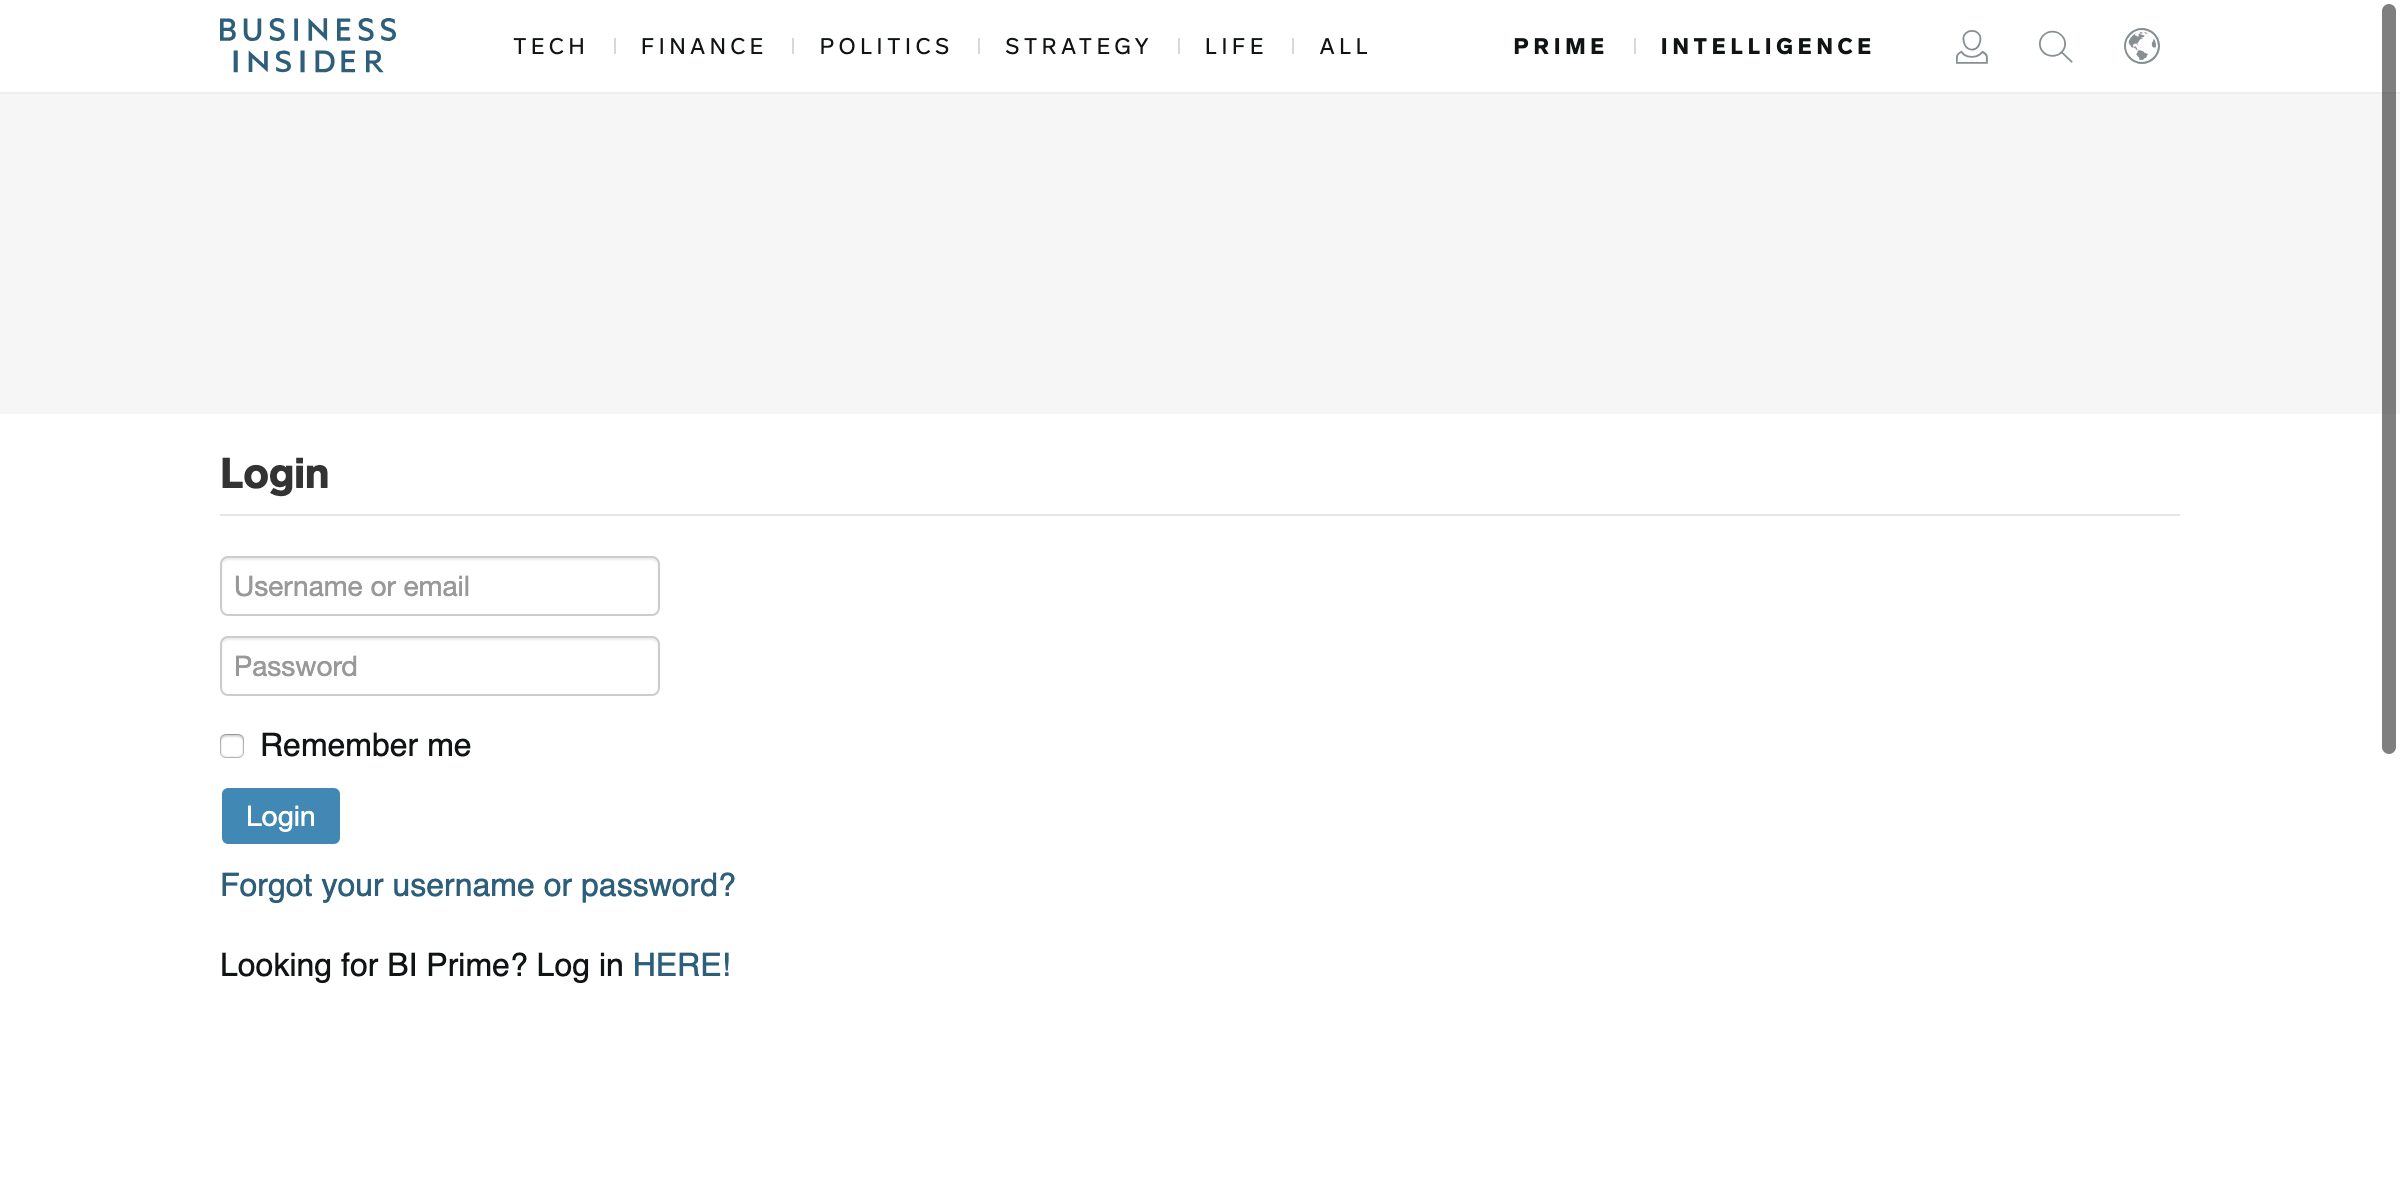 BUSINESS
INSIDER
TECH FINANCE POLITICS STRATEGY LIFE ALL PRIME INTELLIGENCE
Login
Username or email
Password
Remember me
Login
Forgot your username or password?
Looking for BI Prime? Log in HERE!